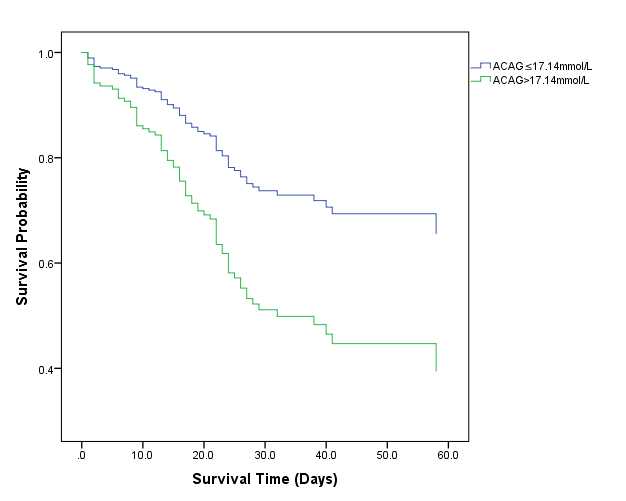 1.0
0.8
0.6
0.4
Survival Probability
.0 10.0 20.0 30.0 40.0 50.0 60.0
Survival Time (Days)
ACAG≤17.14mmol/L
ACAG>17.14mmol/L